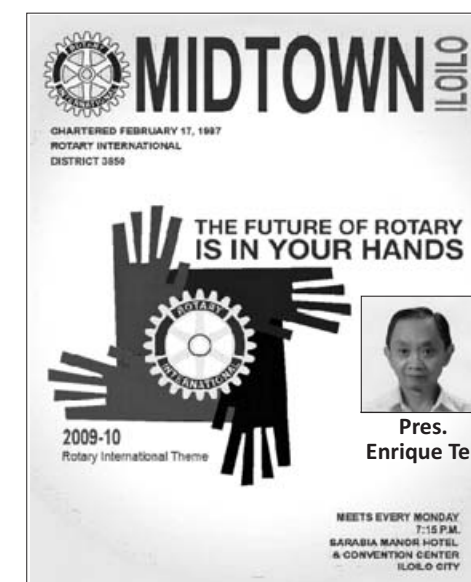 ROTARY
INTERNATIONAL
MIDTOWN
ILOILO
CHARTERED FEBRUARY 17, 1987
ROTARY INTERNATIONAL
DISTRICT 3850
THE FUTURE OF ROTARY
IS IN YOUR HANDS
ROTARY
INTERNATIONAL
Pres.
Enrique Te
2009-10
Rotary International Theme
MEETS EVERY MONDAY
7:15 P.M.
SARABIA MANOR HOTEL
& CONVENTION CENTER
ILOILO CITY